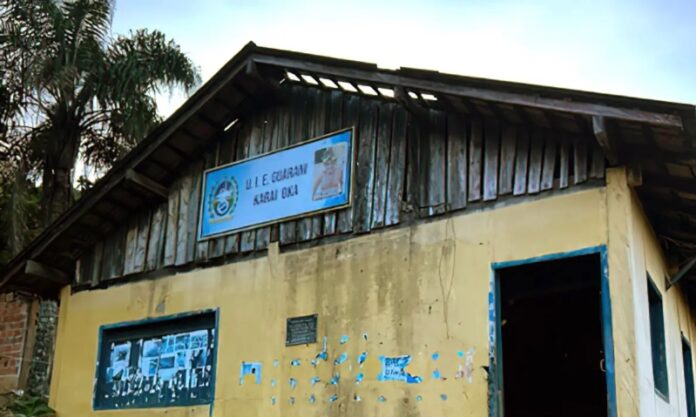 U. I. E. GUARANI
KARAI OKA